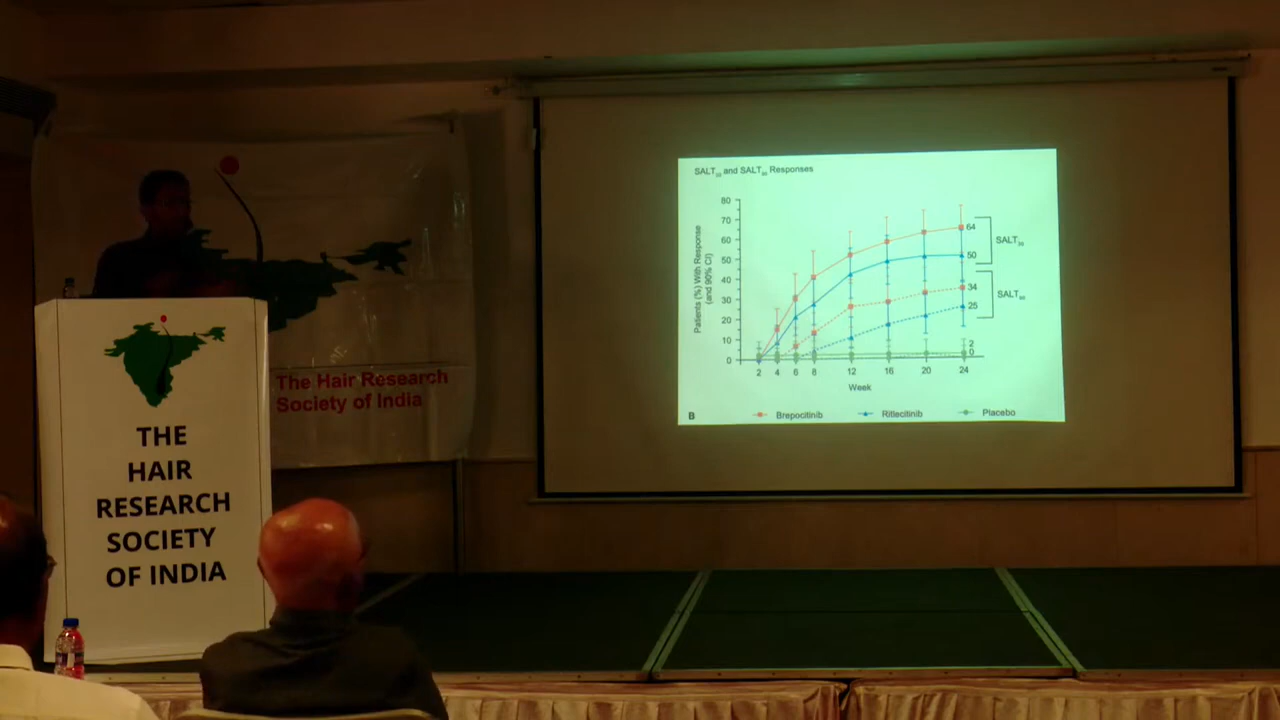 The Hair Research
Society of India
THE
HAIR
RESEARCH
SOCIETY
OF INDIA
SALT₃₀ and SALT₉₀ Responses
Patients (%) With Response
(and 90% CI)
80
70
60
50
40
30
20
10
0
2 4 6 8 12 16 20 24
Week
64
50
34
25
2
0
SALT₃₀
SALT₉₀
B Brepocitinib Ritlecitinib Placebo